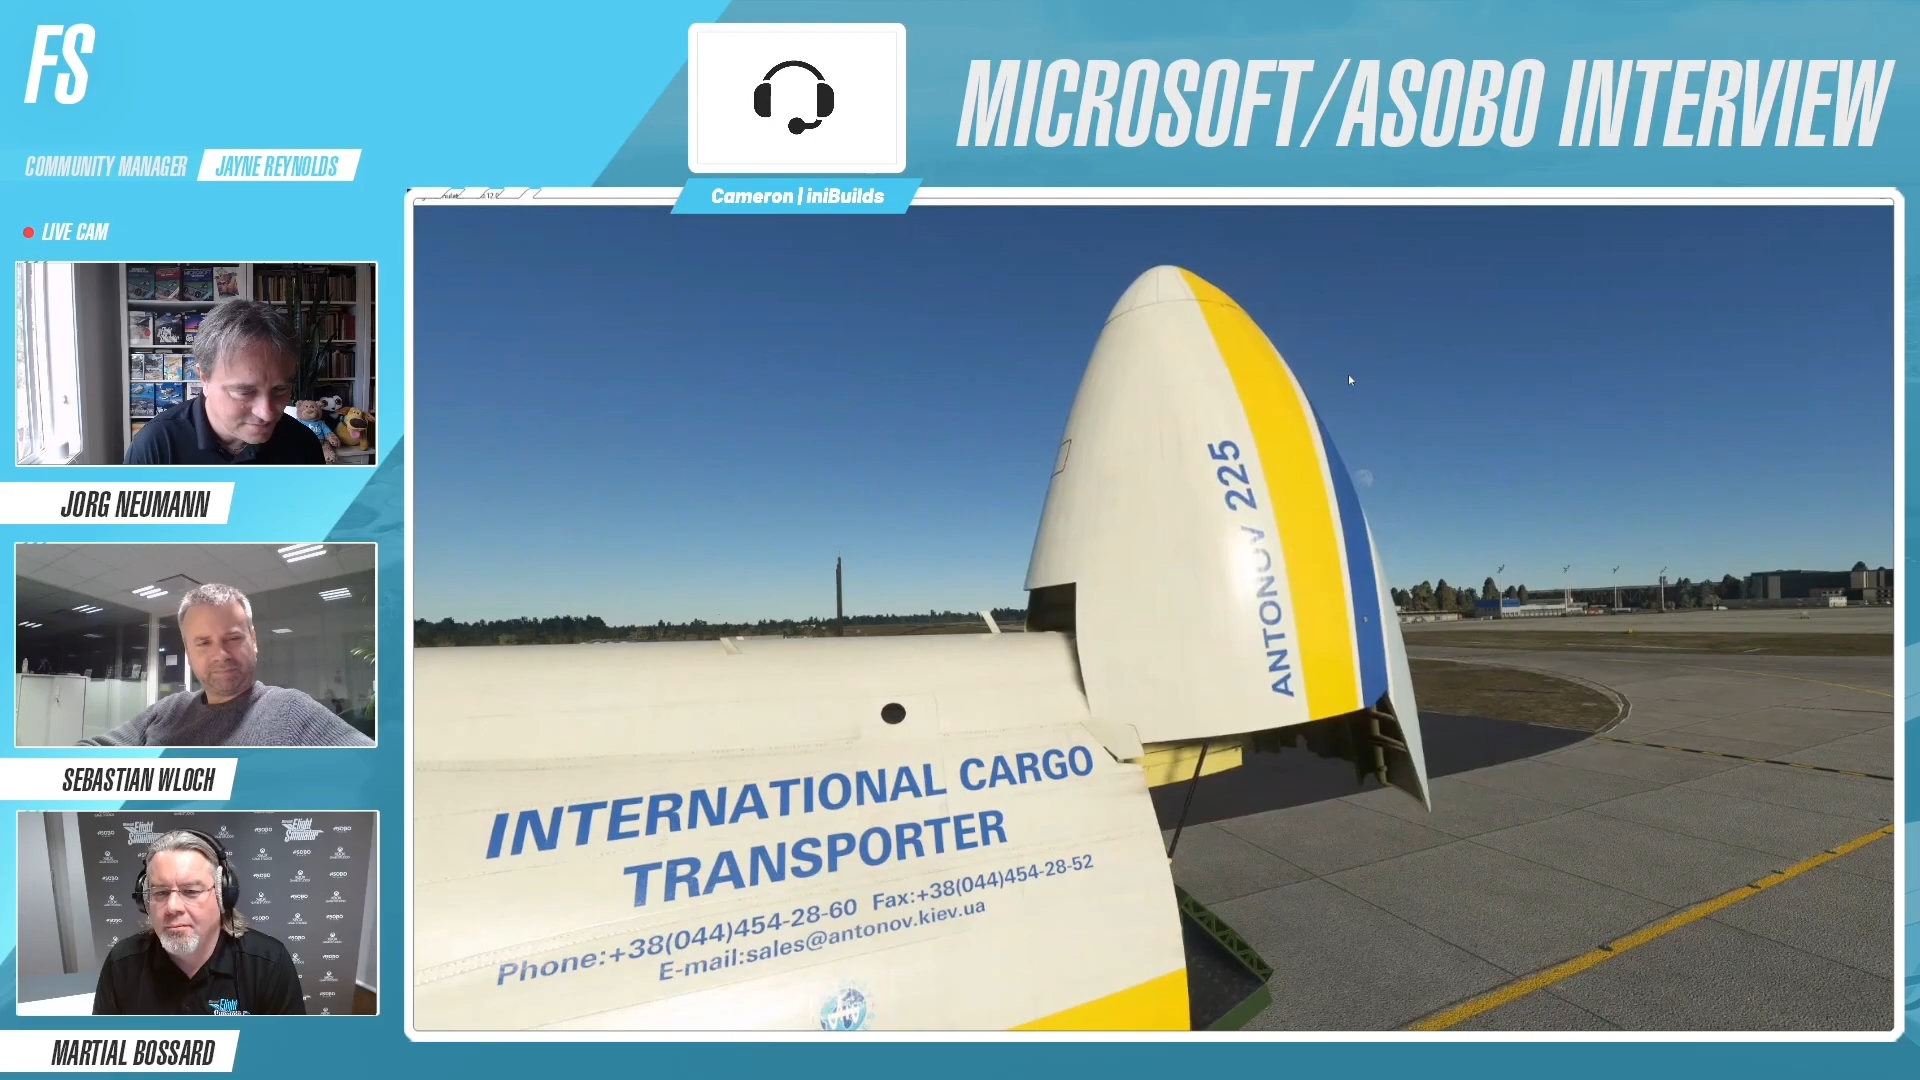 FS
MICROSOFT/ASOBO INTERVIEW
COMMUNITY MANAGER JAYNE REYNOLDS
Cameron | iniBuilds
LIVE CAM
JORG NEUMANN
SEBASTIAN WLOCH
MARTIAL BOSSARD
ANTONOV 225
INTERNATIONAL CARGO
TRANSPORTER
Phone:+38(044)454-28-60 Fax:+38(044)454-28-52
E-mail:sales@antonov.kiev.ua